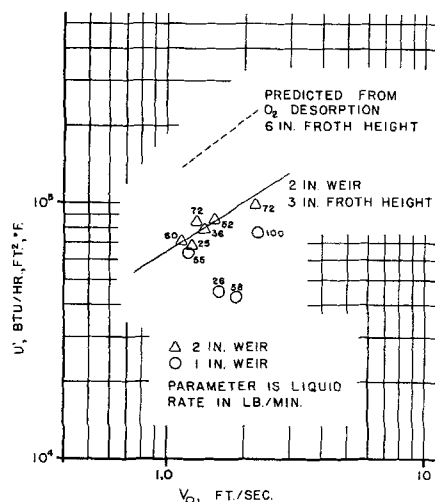 PREDICTED FROM
O₂ DESORPTION
6 IN. FROTH HEIGHT
2 IN. WEIR
3 IN. FROTH HEIGHT
10⁵
72
52
72
60
36
25
100
55
26
58
△ 2 IN. WEIR
○ 1 IN. WEIR
PARAMETER IS LIQUID
RATE IN LB./MIN.
10⁴
1.0
10
U', BTU/HR., FT², °F.
FT./SEC.